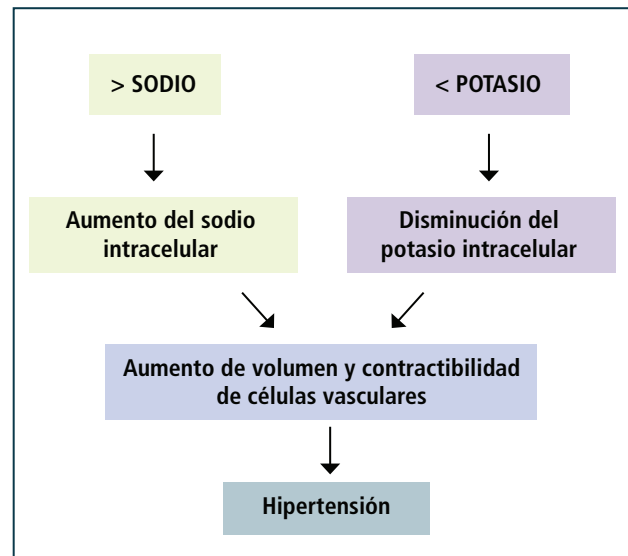 > SODIO
< POTASIO
Aumento del sodio
intracelular
Disminución del
potasio intracelular
Aumento de volumen y contractibilidad
de células vasculares
Hipertensión